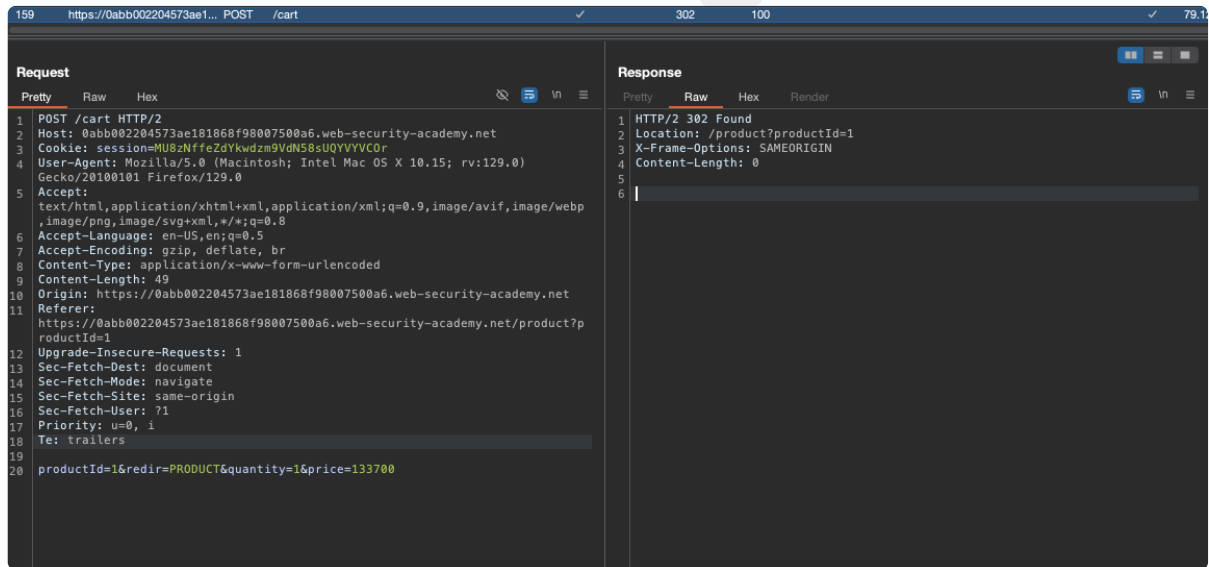 159 https://0abb002204573ae1... POST /cart ✓ 302 100 ✓ 79.12
Request
Pretty Raw Hex \n
1 POST /cart HTTP/2
2 Host: 0abb002204573ae181868f98007500a6.web-security-academy.net
3 Cookie: session=MU8zNffeZdYkwdzm9VdN58sUQYVYVCOr
4 User-Agent: Mozilla/5.0 (Macintosh; Intel Mac OS X 10.15; rv:129.0)
Gecko/20100101 Firefox/129.0
5 Accept:
text/html,application/xhtml+xml,application/xml;q=0.9,image/avif,image/webp
,image/png,image/svg+xml,*/*;q=0.8
6 Accept-Language: en-US,en;q=0.5
7 Accept-Encoding: gzip, deflate, br
8 Content-Type: application/x-www-form-urlencoded
9 Content-Length: 49
10 Origin: https://0abb002204573ae181868f98007500a6.web-security-academy.net
11 Referer:
https://0abb002204573ae181868f98007500a6.web-security-academy.net/product?p
roductId=1
12 Upgrade-Insecure-Requests: 1
13 Sec-Fetch-Dest: document
14 Sec-Fetch-Mode: navigate
15 Sec-Fetch-Site: same-origin
16 Sec-Fetch-User: ?1
17 Priority: u=0, i
18 Te: trailers
19
20 productId=1&redir=PRODUCT&quantity=1&price=133700
Response
Pretty Raw Hex Render \n
1 HTTP/2 302 Found
2 Location: /product?productId=1
3 X-Frame-Options: SAMEORIGIN
4 Content-Length: 0
5
6